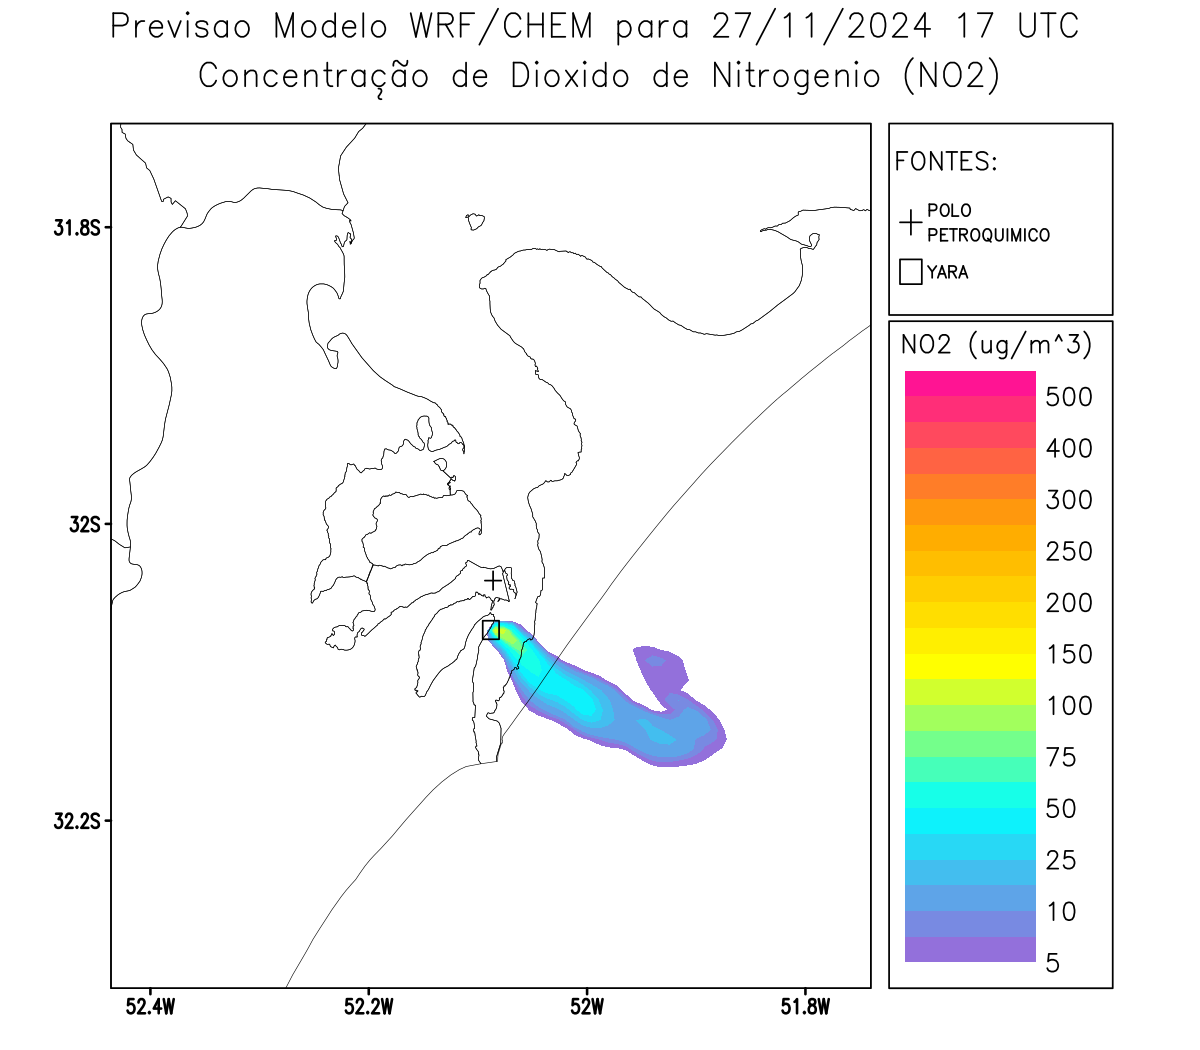 Previsao Modelo WRF/CHEM para 27/11/2024 17 UTC
Concentração de Dioxido de Nitrogenio (NO2)
FONTES:
POLO
PETROQUIMICO
YARA
NO2 (ug/m^3)
500
400
300
250
200
150
100
75
50
25
10
5
31.8S
32S
32.2S
52.4W
52.2W
52W
51.8W